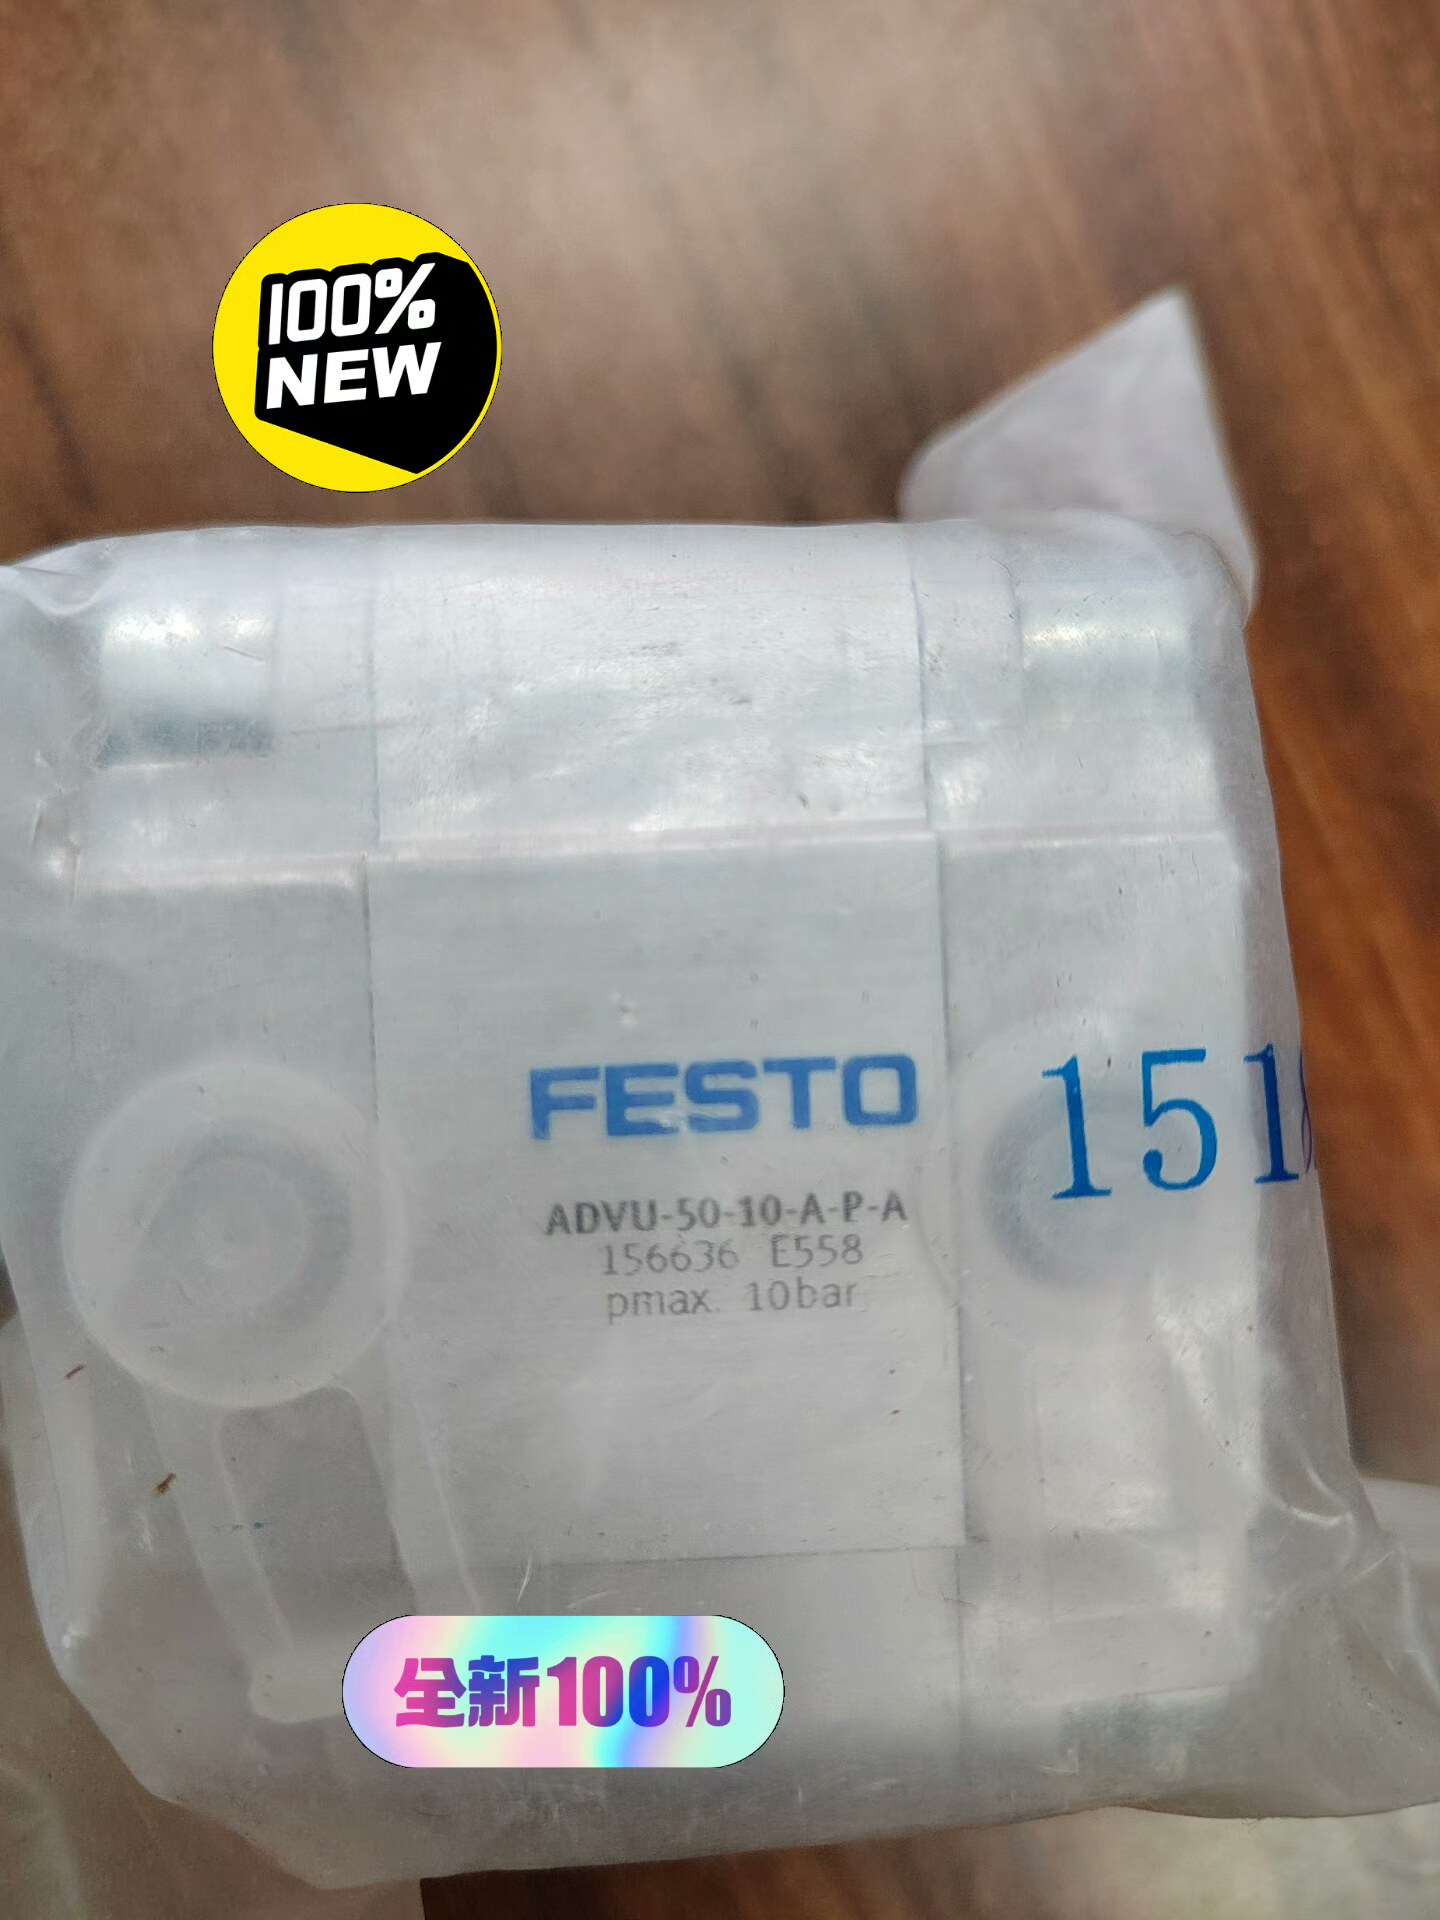 100%
NEW
FESTO
151
ADVU-50-10-A-P-A
156636 E558
pmax. 10bar
全新100%